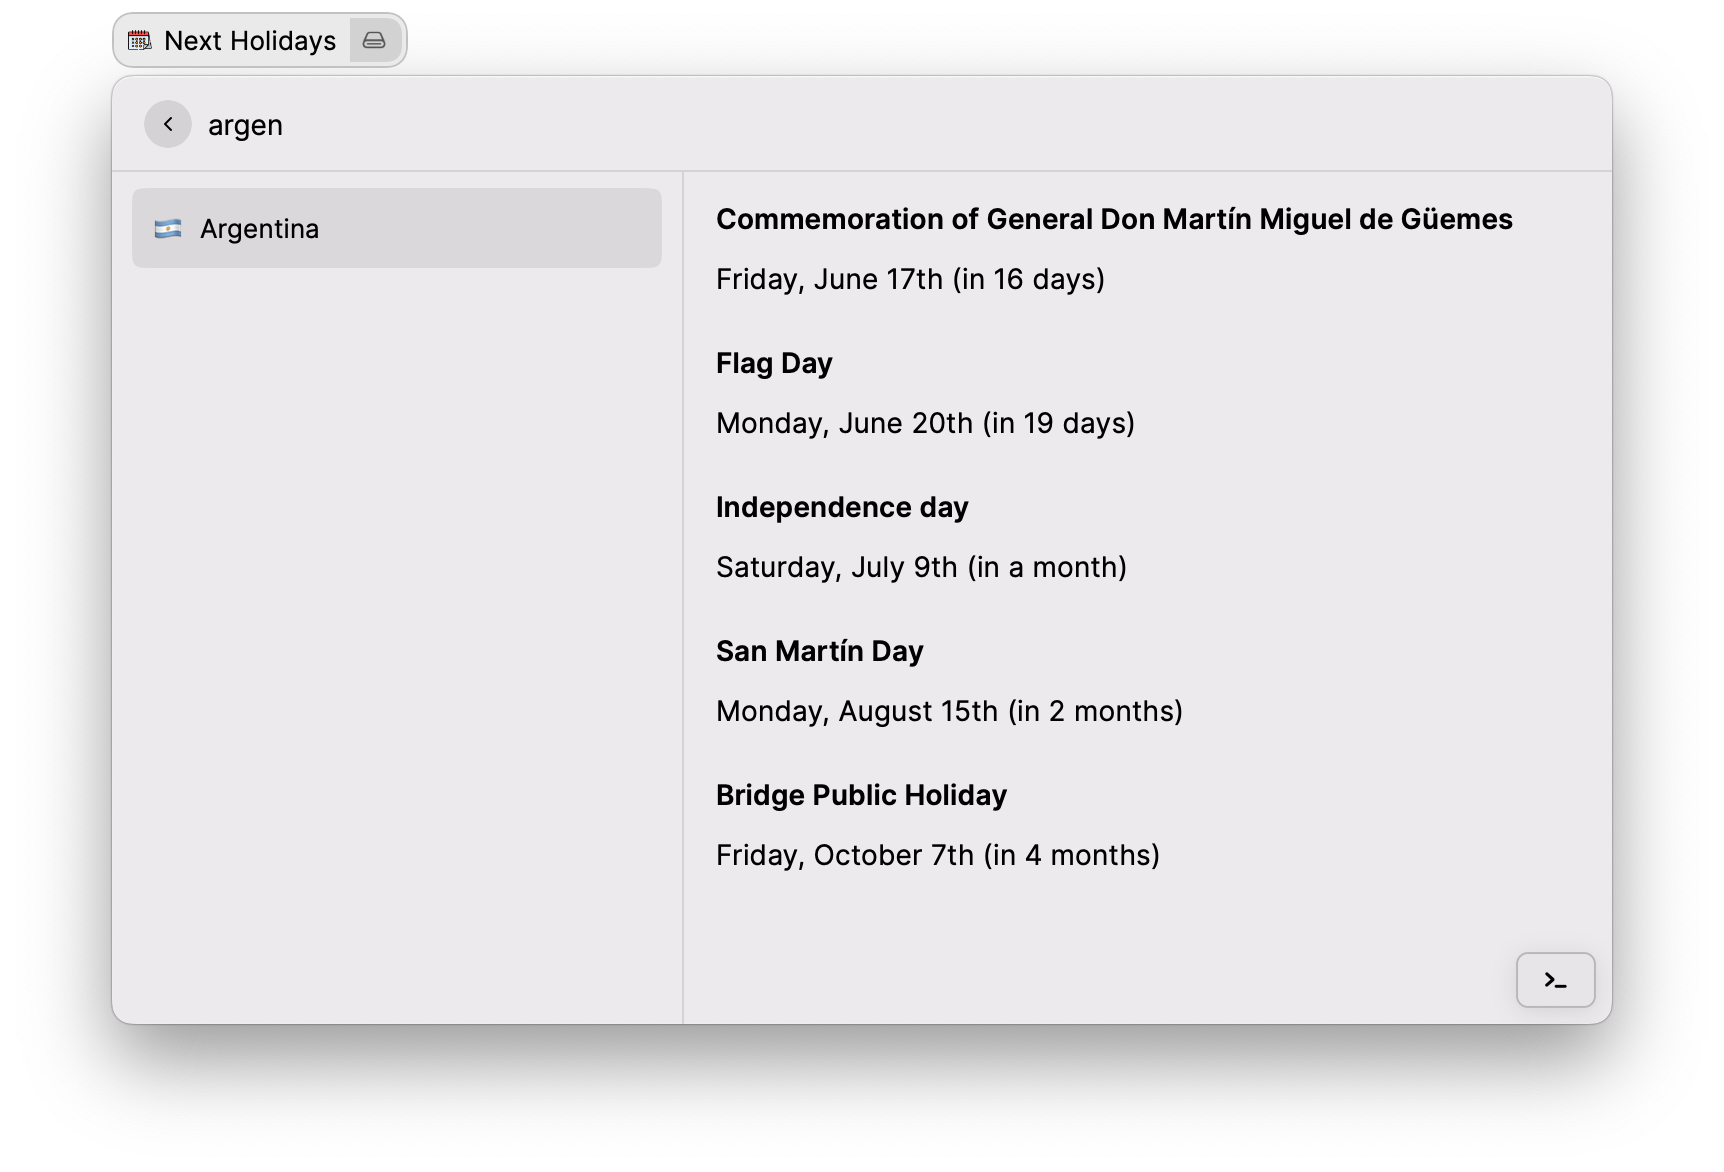 Next Holidays
argen
Argentina
Commemoration of General Don Martín Miguel de Güemes
Friday, June 17th (in 16 days)
Flag Day
Monday, June 20th (in 19 days)
Independence day
Saturday, July 9th (in a month)
San Martín Day
Monday, August 15th (in 2 months)
Bridge Public Holiday
Friday, October 7th (in 4 months)